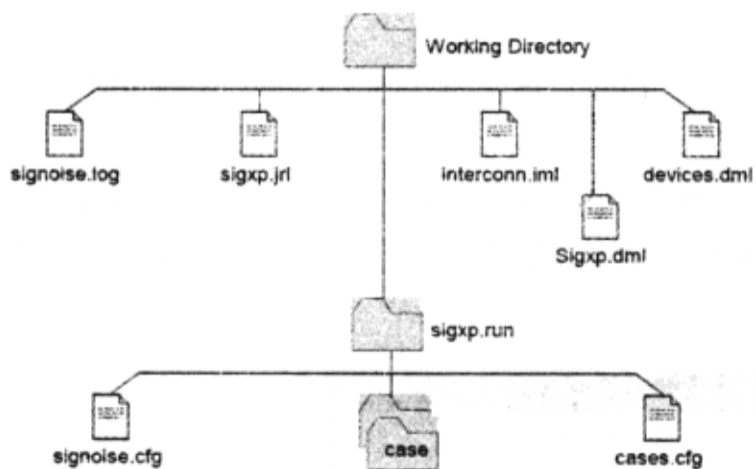 Working Directory
signoise.log
sigxp.jrl
interconn.iml
devices.dml
Sigxp.dml
sigxp.run
signoise.cfg
case
cases.cfg